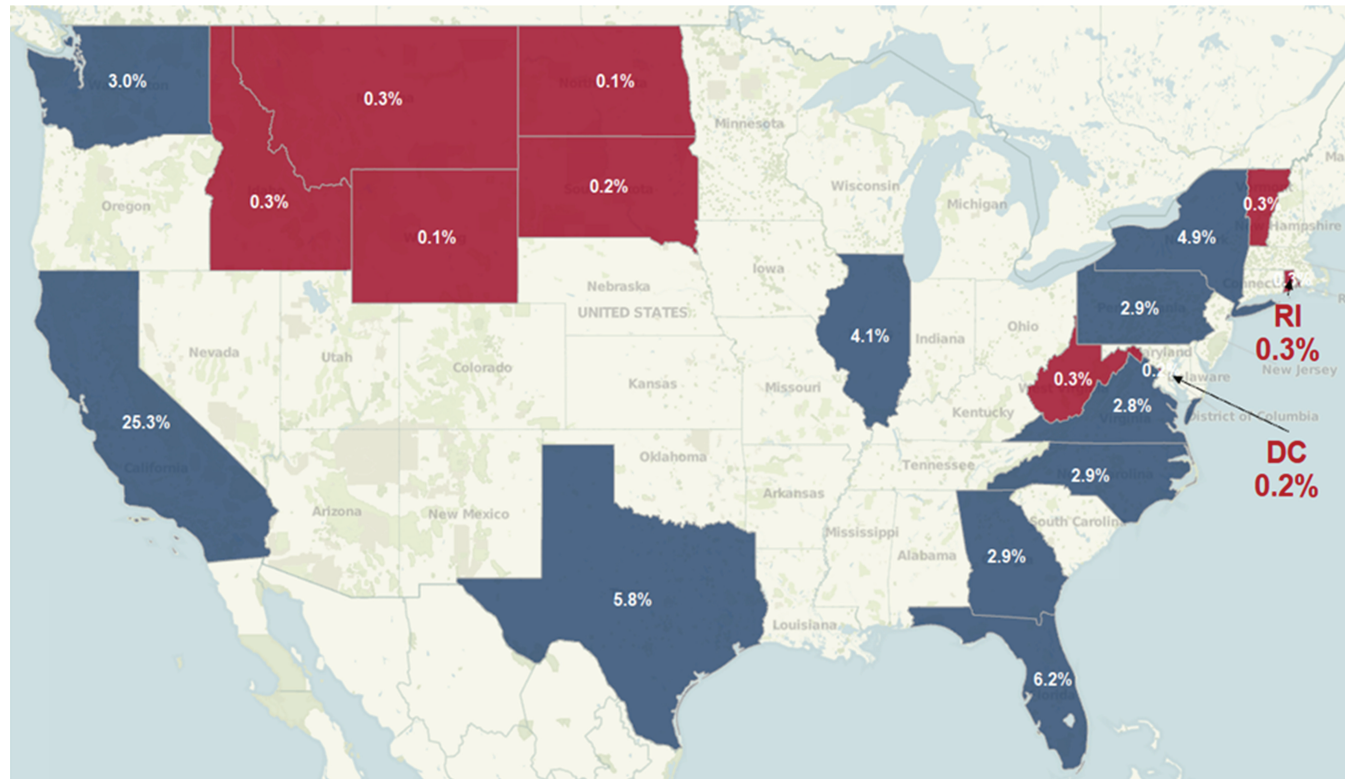 3.0%
0.3%
0.1%
Minnesota
0.2%
Oregon
0.3%
Wisconsin
Michigan
0.3%
0.1%
New Hampshire
4.9%
Iowa
Nebraska
UNITED STATES
2.9%
RI
0.3%
Nevada
Utah
Colorado
4.1%
Indiana
Ohio
New Jersey
Kansas
Missouri
0.3%
Delaware
25.3%
Kentucky
2.8%
District of Columbia
California
Oklahoma
Tennessee
2.9%
DC
0.2%
Arizona
New Mexico
Arkansas
South Carolina
Mississippi
Alabama
2.9%
5.8%
Louisiana
6.2%